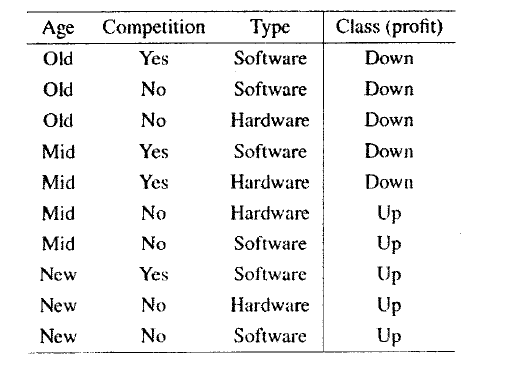 Age Competition Type Class (profit)
Old Yes Software Down
Old No Software Down
Old No Hardware Down
Mid Yes Software Down
Mid Yes Hardware Down
Mid No Hardware Up
Mid No Software Up
New Yes Software Up
New No Hardware Up
New No Software Up